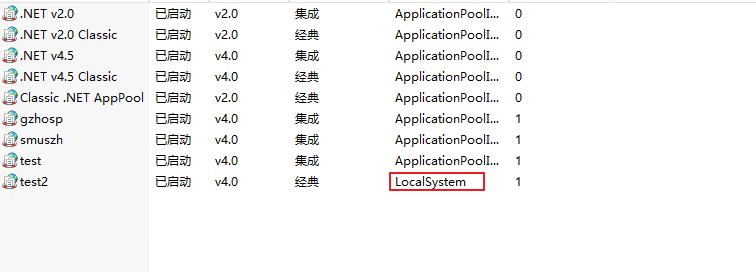 .NET v2.0 已启动 v2.0 集成 ApplicationPoolI... 0
.NET v2.0 Classic 已启动 v2.0 经典 ApplicationPoolI... 0
.NET v4.5 已启动 v4.0 集成 ApplicationPoolI... 0
.NET v4.5 Classic 已启动 v4.0 经典 ApplicationPoolI... 0
Classic .NET AppPool 已启动 v2.0 经典 ApplicationPoolI... 0
gzhosp 已启动 v4.0 集成 ApplicationPoolI... 1
smuszh 已启动 v4.0 集成 ApplicationPoolI... 1
test 已启动 v4.0 集成 ApplicationPoolI... 1
test2 已启动 v4.0 经典 LocalSystem 1